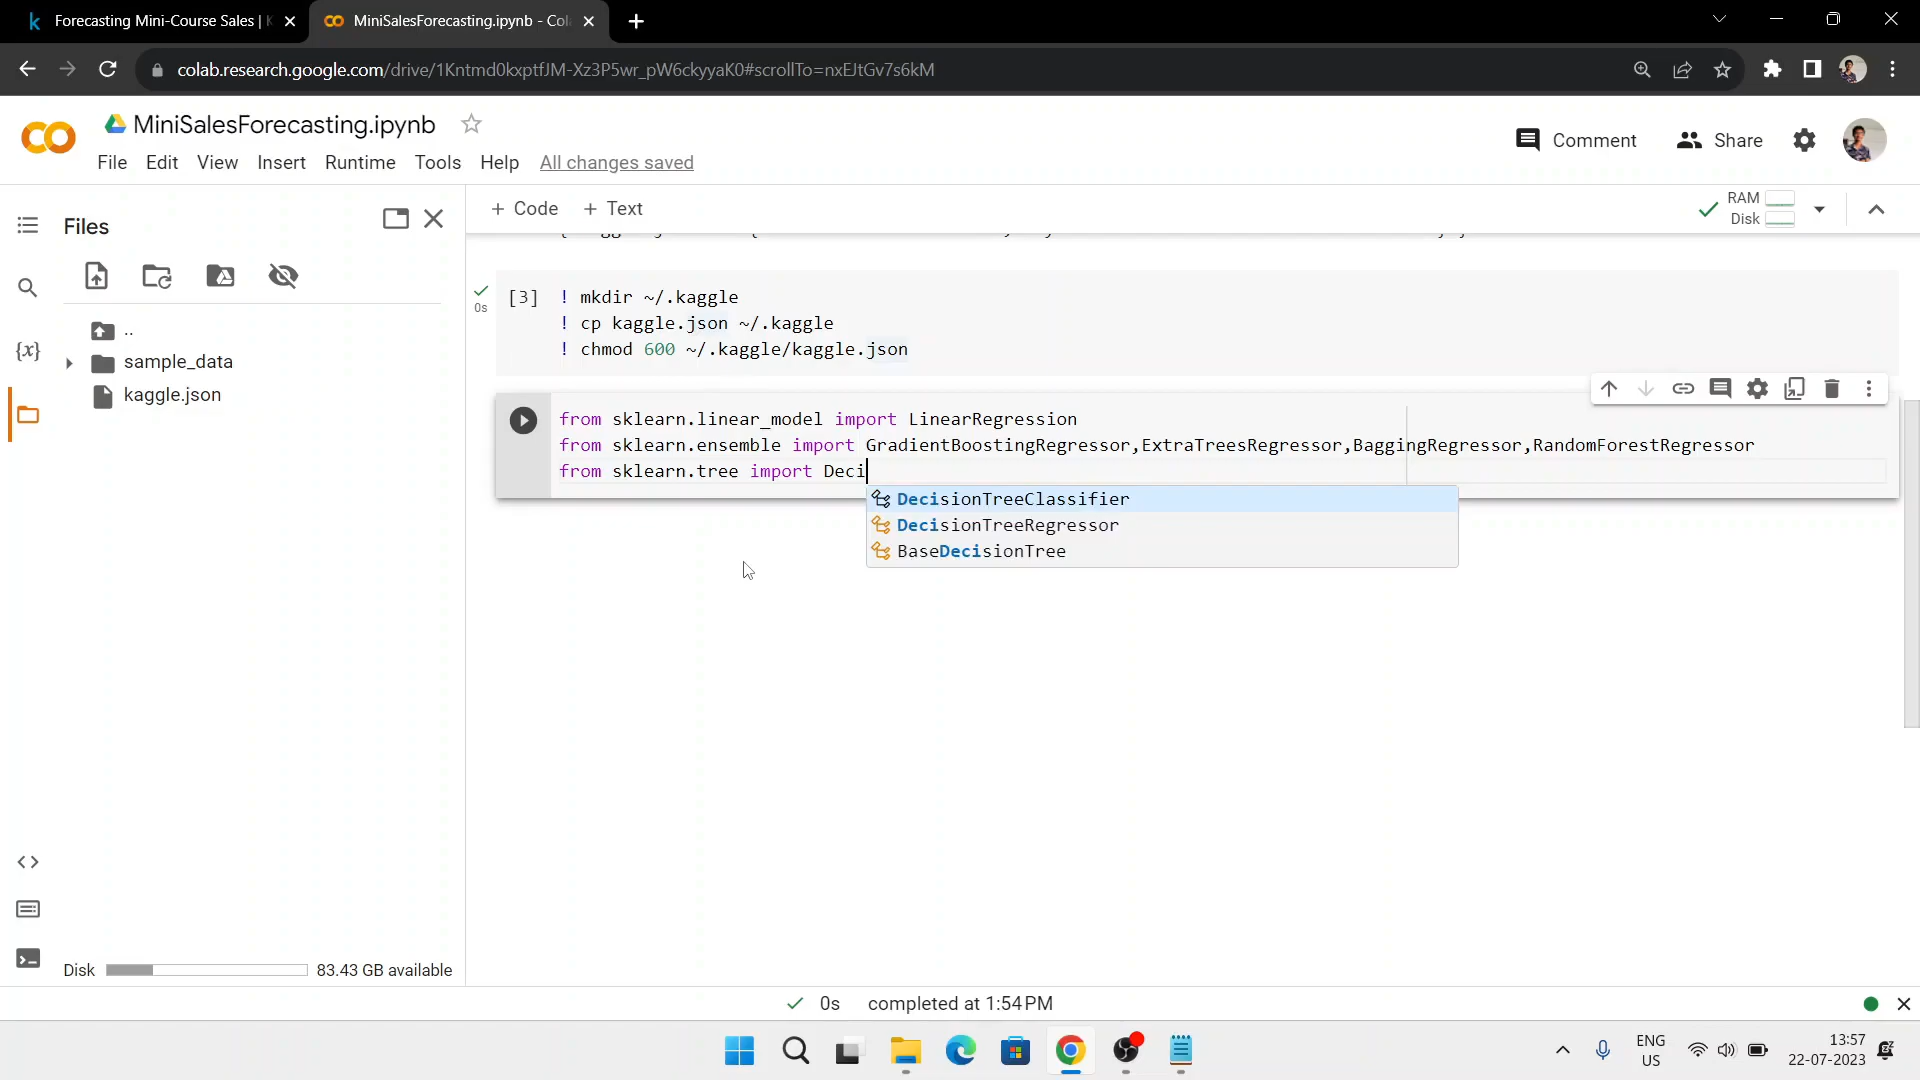 Forecasting Mini-Course Sales |
MiniSalesForecasting.ipynb - Col
colab.research.google.com/drive/1Kntmd0kxptfJM-Xz3P5wr_pW6ckyyaK0#scrollTo=nxEJtGv7s6kM
MiniSalesForecasting.ipynb
Comment
Share
File Edit View Insert Runtime Tools Help All changes saved
Files
+ Code + Text
RAM
Disk
..
sample_data
kaggle.json
0s
[3]
! mkdir ~/.kaggle
! cp kaggle.json ~/.kaggle
! chmod 600 ~/.kaggle/kaggle.json
from sklearn.linear_model import LinearRegression
from sklearn.ensemble import GradientBoostingRegressor,ExtraTreesRegressor,BaggingRegressor,RandomForestRegressor
from sklearn.tree import Deci
DecisionTreeClassifier
DecisionTreeRegressor
BaseDecisionTree
{x}
Disk 83.43 GB available
0s completed at 1:54 PM
ENG
US
13:57
22-07-2023